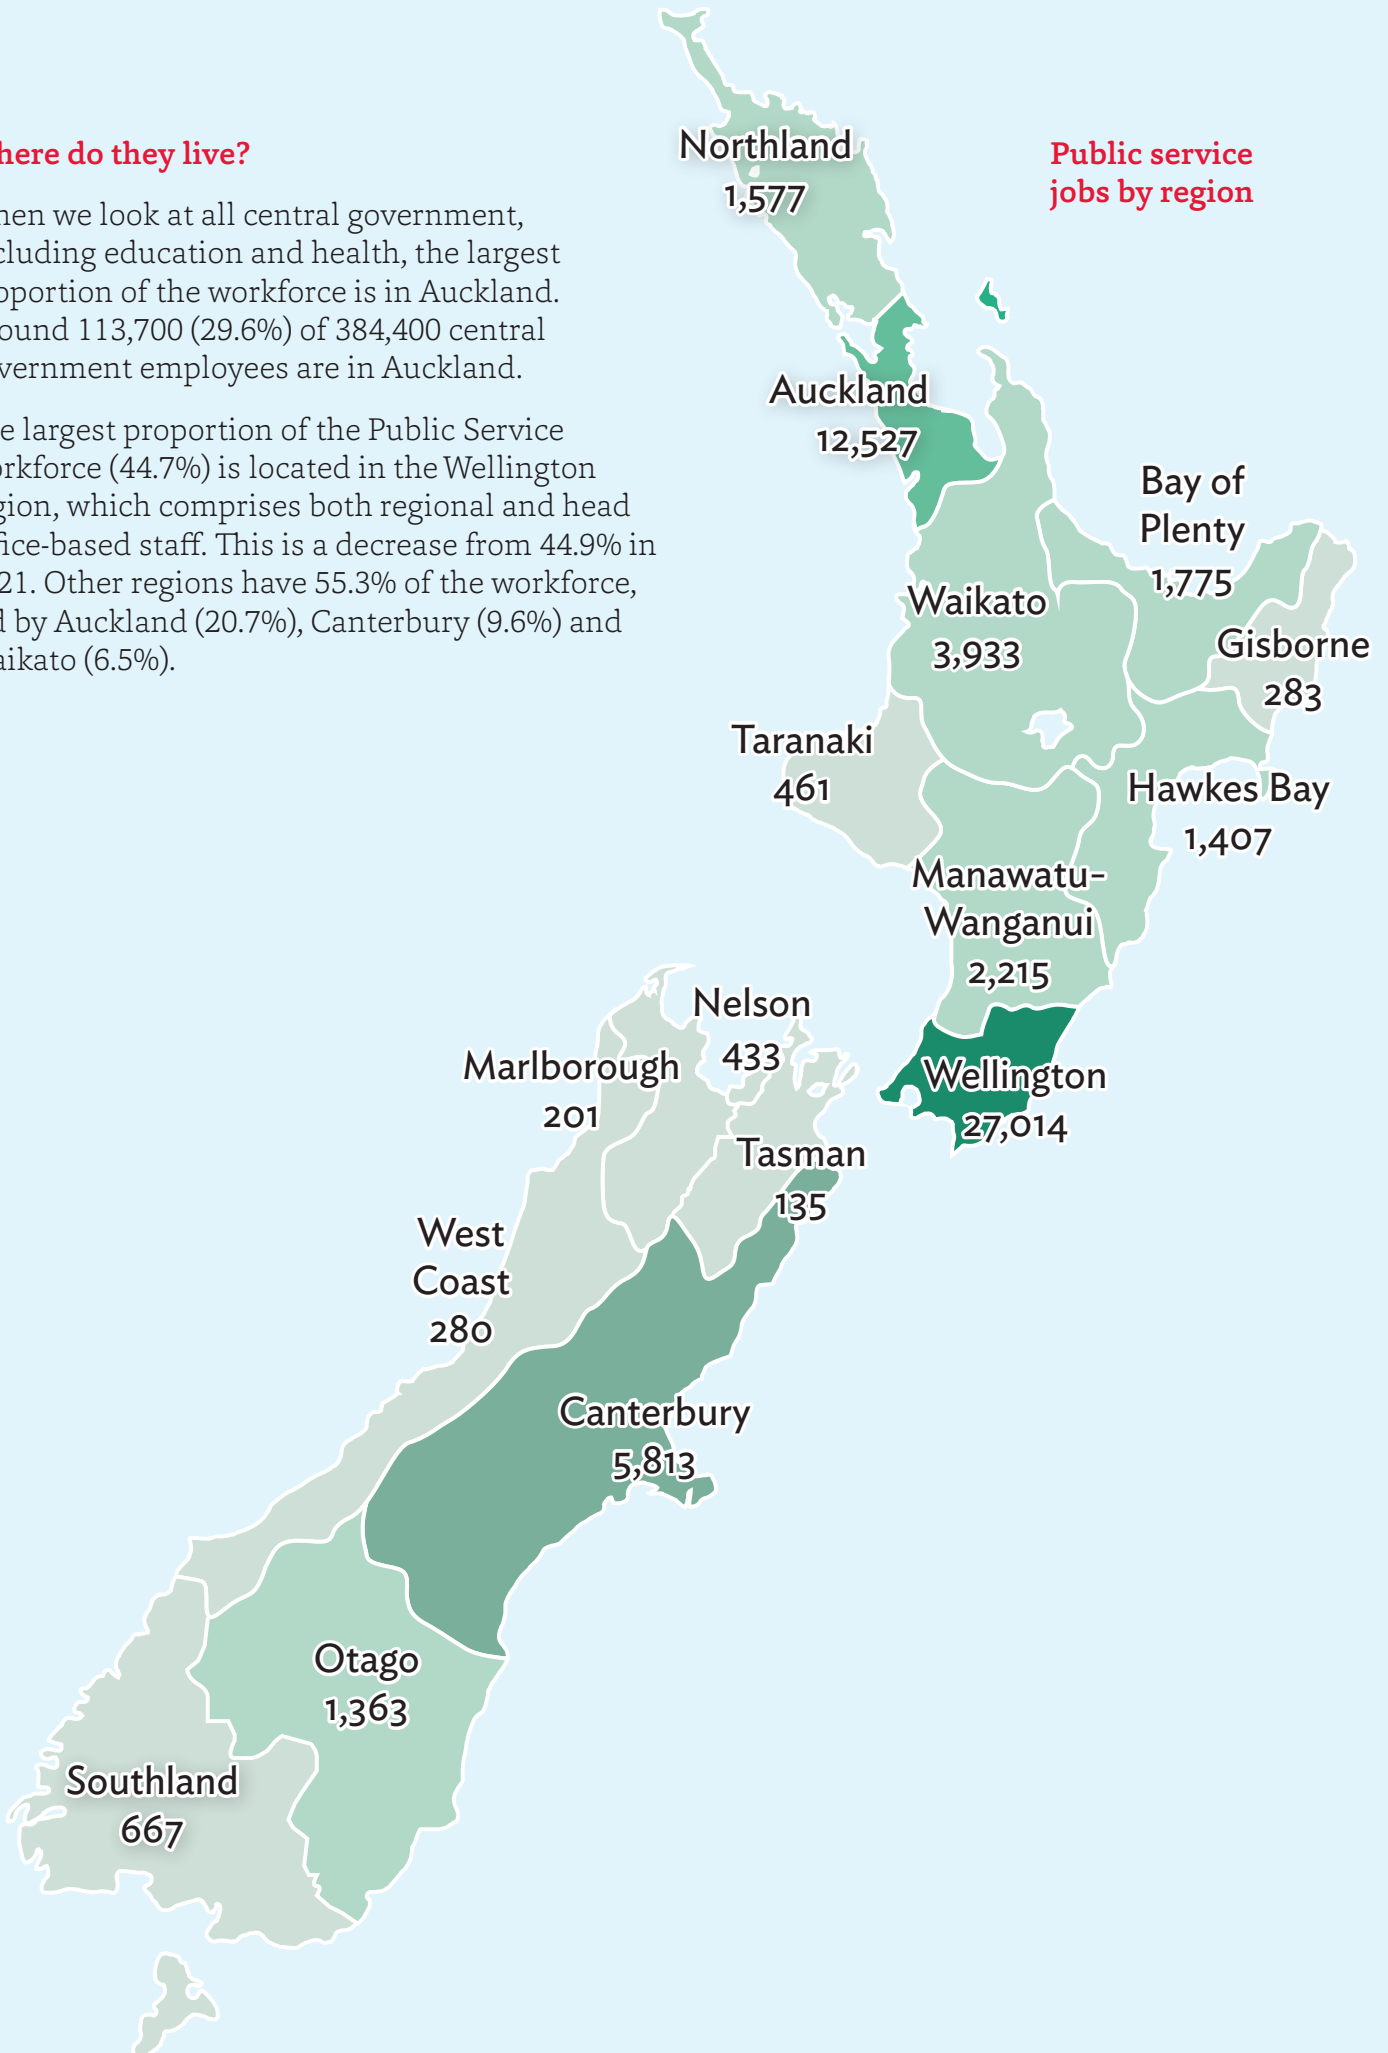 here do they live?
hen we look at all central government,
cluding education and health, the largest
oportion of the workforce is in Auckland.
ound 113,700 (29.6%) of 384,400 central
vernment employees are in Auckland.
e largest proportion of the Public Service
orkforce (44.7%) is located in the Wellington
gion, which comprises both regional and head
fice-based staff. This is a decrease from 44.9% in
21. Other regions have 55.3% of the workforce,
d by Auckland (20.7%), Canterbury (9.6%) and
aikato (6.5%).
Public service
jobs by region
Northland
1,577
Auckland
12,527
Bay of
Plenty
1,775
Waikato
3,933
Gisborne
283
Taranaki
461
Hawkes Bay
1,407
Manawatu-
Wanganui
2,215
Nelson
433
Marlborough
201
Wellington
27,014
Tasman
135
West
Coast
280
Canterbury
5,813
Otago
1,363
Southland
667